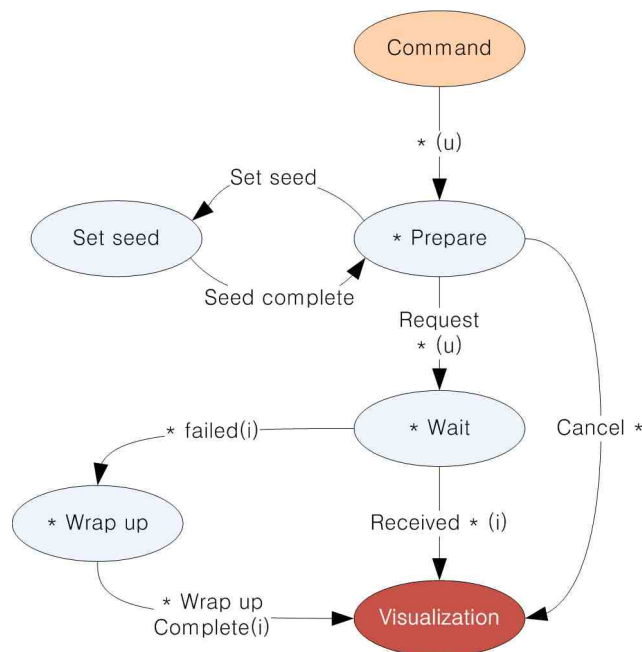 Command
* (u)
Set seed
Set seed
* Prepare
Seed complete
Request
* (u)
* failed(i)
* Wait
Cancel *
* Wrap up
Received * (i)
* Wrap up
Complete(i)
Visualization